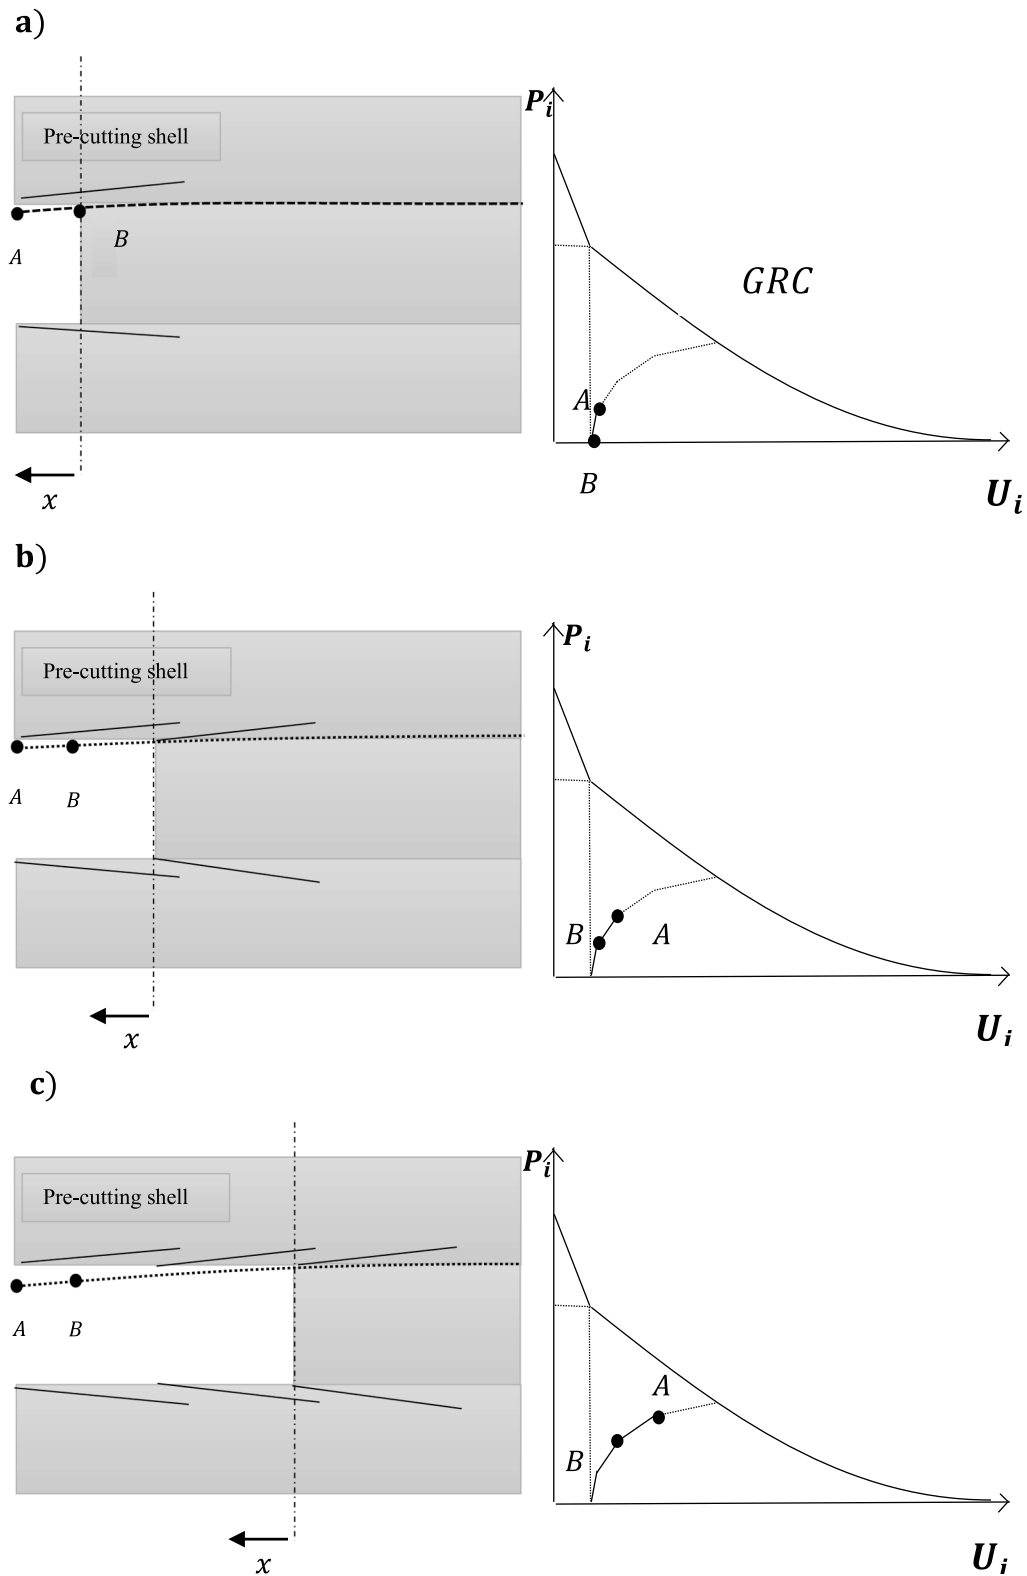 a)
Pre-cutting shell
A
B
x
P_i
GRC
A
B
U_i
b)
Pre-cutting shell
A
B
x
P_i
B
A
U_i
c)
Pre-cutting shell
A
B
x
P_i
A
B
U_i